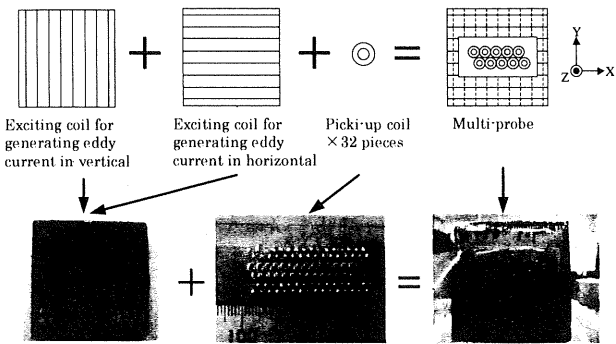 Y
X
Z
Exciting coil for
generating eddy
current in vertical
Exciting coil for
generating eddy
current in horizontal
Picki-up coil
×32 pieces
Multi-probe